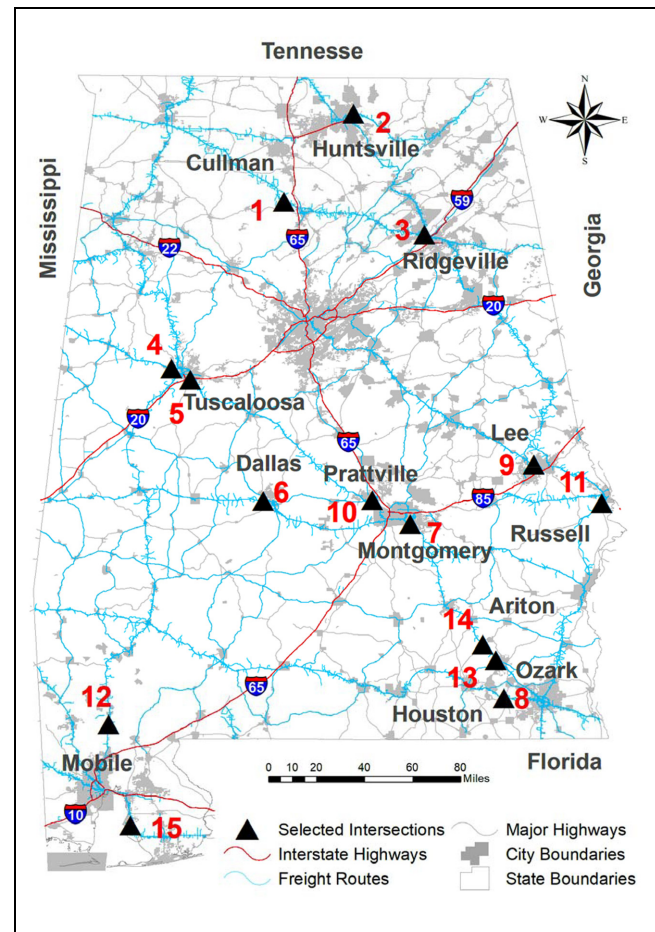 Tennesse
N
W
E
S
2
Huntsville
Cullman
Mississippi
59
1
65
3
Georgia
22
Ridgeville
20
4
5
Tuscaloosa
20
65
Lee
Dallas
Prattville
9
6
85
11
10
7
Russell
Montgomery
Ariton
14
13
Ozark
65
8
12
Houston
Mobile
Florida
0 10 20 40 60 80
Miles
10
15
Selected Intersections
Major Highways
Interstate Highways
City Boundaries
Freight Routes
State Boundaries